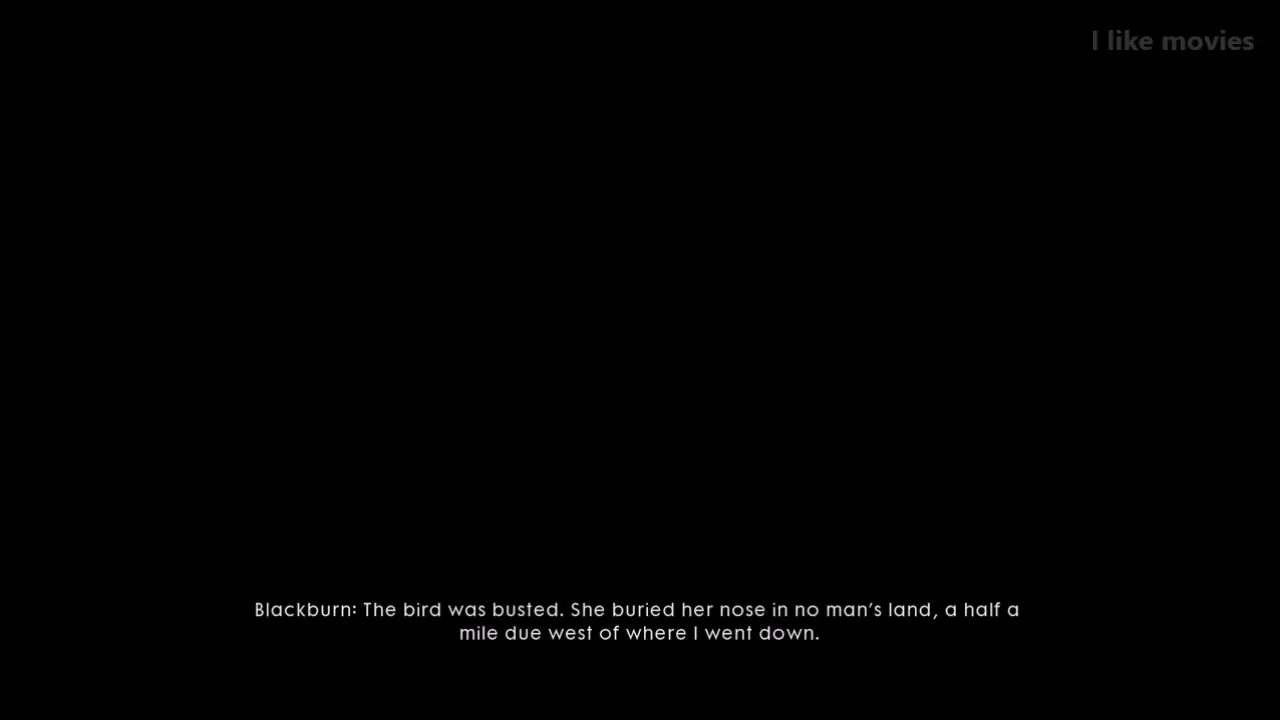 I like movies
Blackburn: The bird was busted. She buried her nose in no man's land, a half a
mile due west of where I went down.